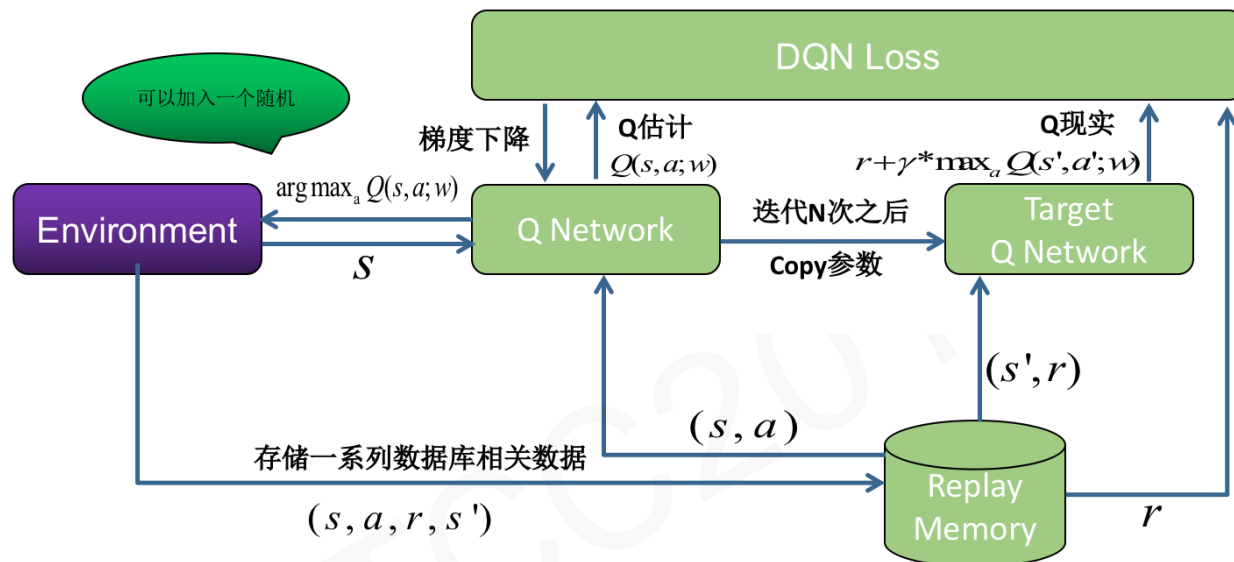 DQN Loss
可以加入一个随机
梯度下降
Q估计
Q(s,a;w)
Q现实
r+γ*max_a Q(s',a';w)
arg max_a Q(s,a;w)
Environment
s
Q Network
迭代N次之后
Copy参数
Target
Q Network
(s',r)
(s,a)
存储一系列数据库相关数据
(s,a,r,s')
Replay
Memory
r